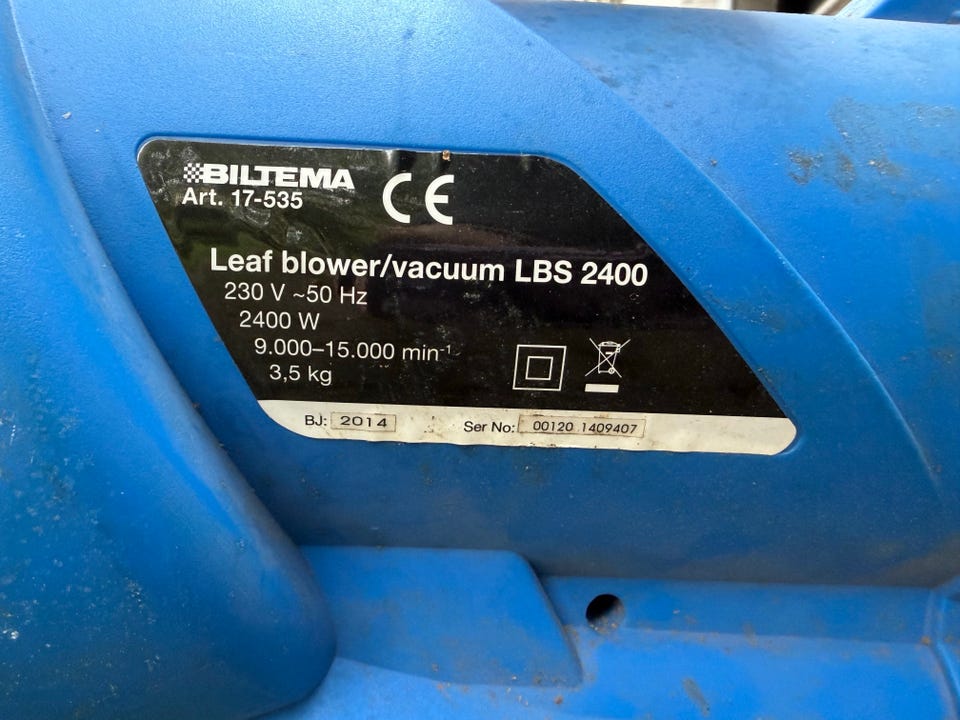 BILTEMA
Art. 17-535
CE
Leaf blower/vacuum LBS 2400
230 V ~50 Hz
2400 W
9.000–15.000 min⁻¹
3,5 kg
BJ: 2014 Ser No: 00120 1409407